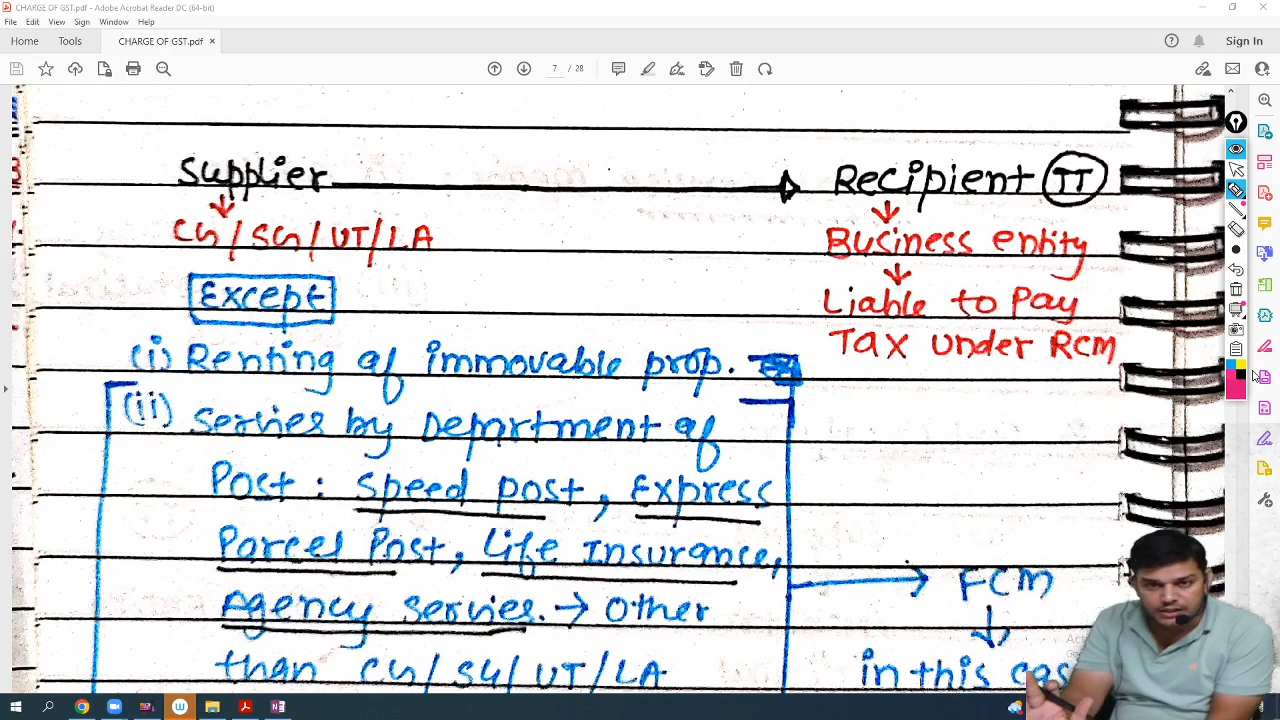 CHARGE OF GST.pdf - Adobe Acrobat Reader DC (64-bit)
File Edit View Sign Window Help
Home Tools CHARGE OF GST.pdf × Sign In
7 / 28
Supplier Recipient
CG/SG/UT/LA Business entity
Except Liable to Pay
Tax under RCM
(i) Renting of immovable prop.
(ii) Servies by Department of
Post: Speed post, Express
Parcel Post, Life Insurance,
FCM
Agency servies. → Other
than CG/SG/UT/LA in this cas